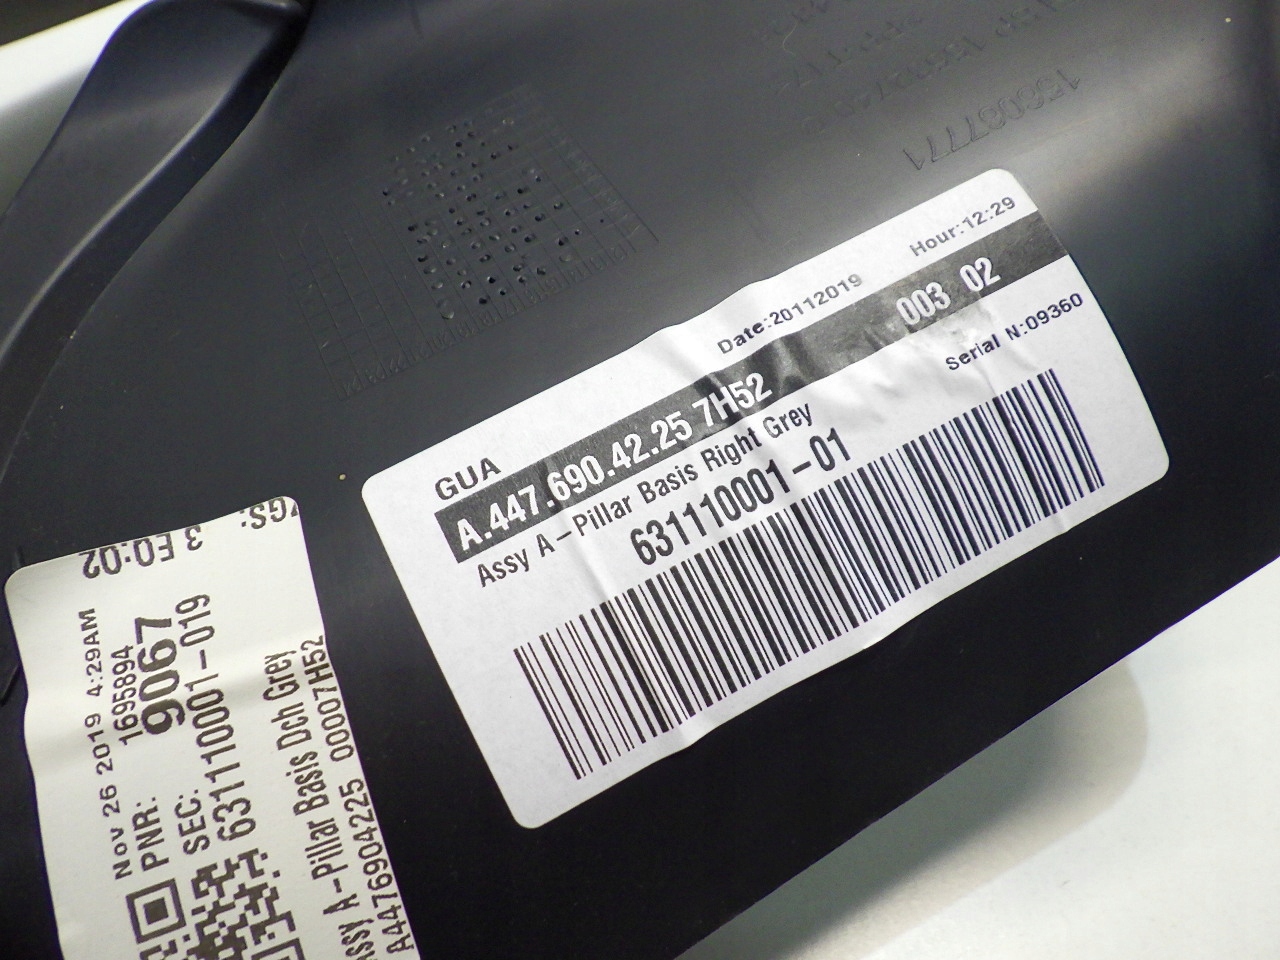 GUA
Date:20112019
Hour:12:29
A.447.690.42.25 7H52
003 02
Assy A-Pillar Basis Right Grey
Serial N:09360
631110001-01
3 E0:02
Nov 26 2019 4:29AM
PNR: 1695894
SEC: 9067
631110001-019
Assy A-Pillar Basis Dch Grey
A4476904225 00007H52